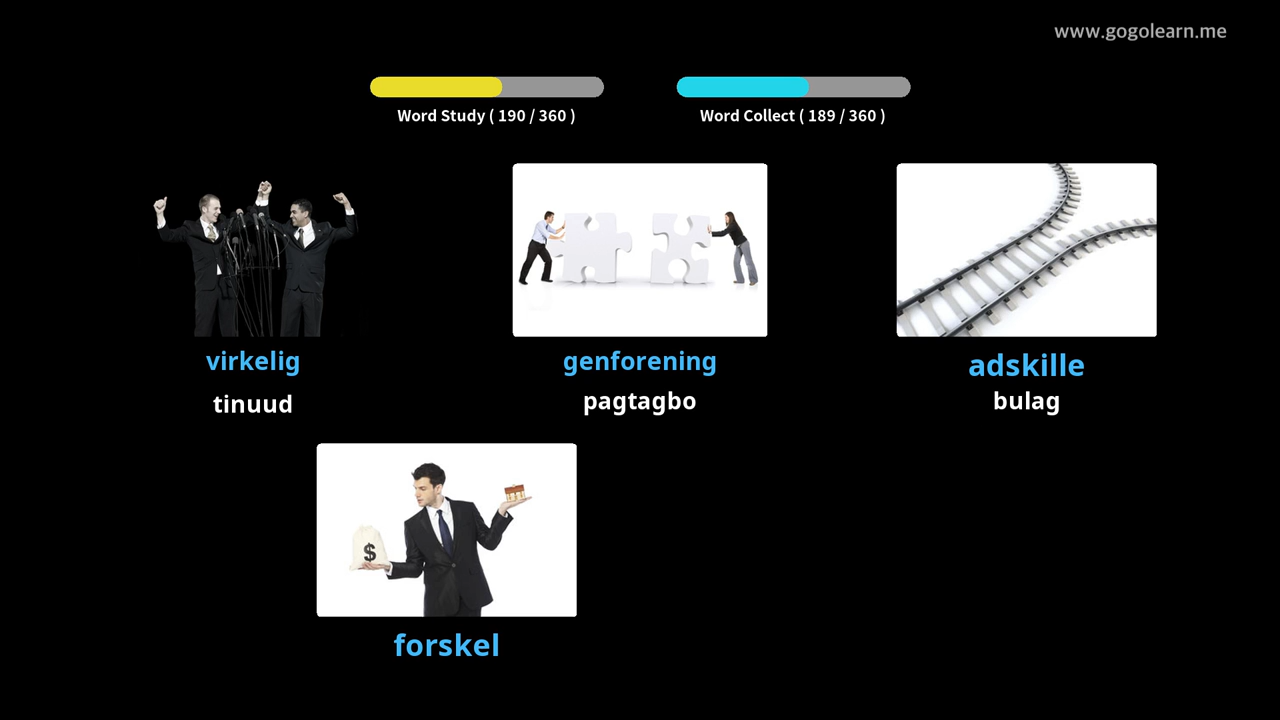 www.gogolearn.me
Word Study ( 190 / 360 )
Word Collect ( 189 / 360 )
virkelig
tinuud
genforening
pagtagbo
adskille
bulag
$
forskel